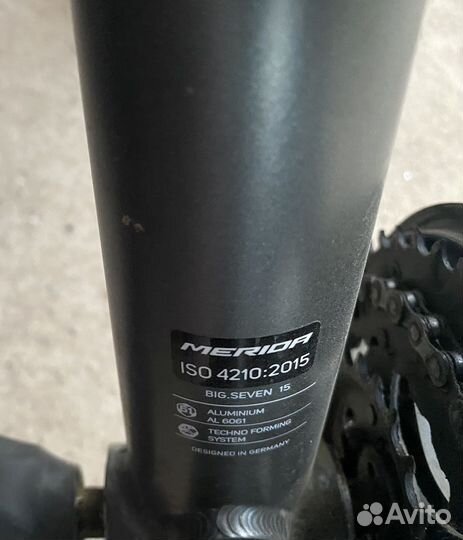 MERIDA
ISO 4210:2015
BIG.SEVEN 15
ALUMINIUM
AL 6061
TECHNO FORMING
SYSTEM
DESIGNED IN GERMANY
Avito